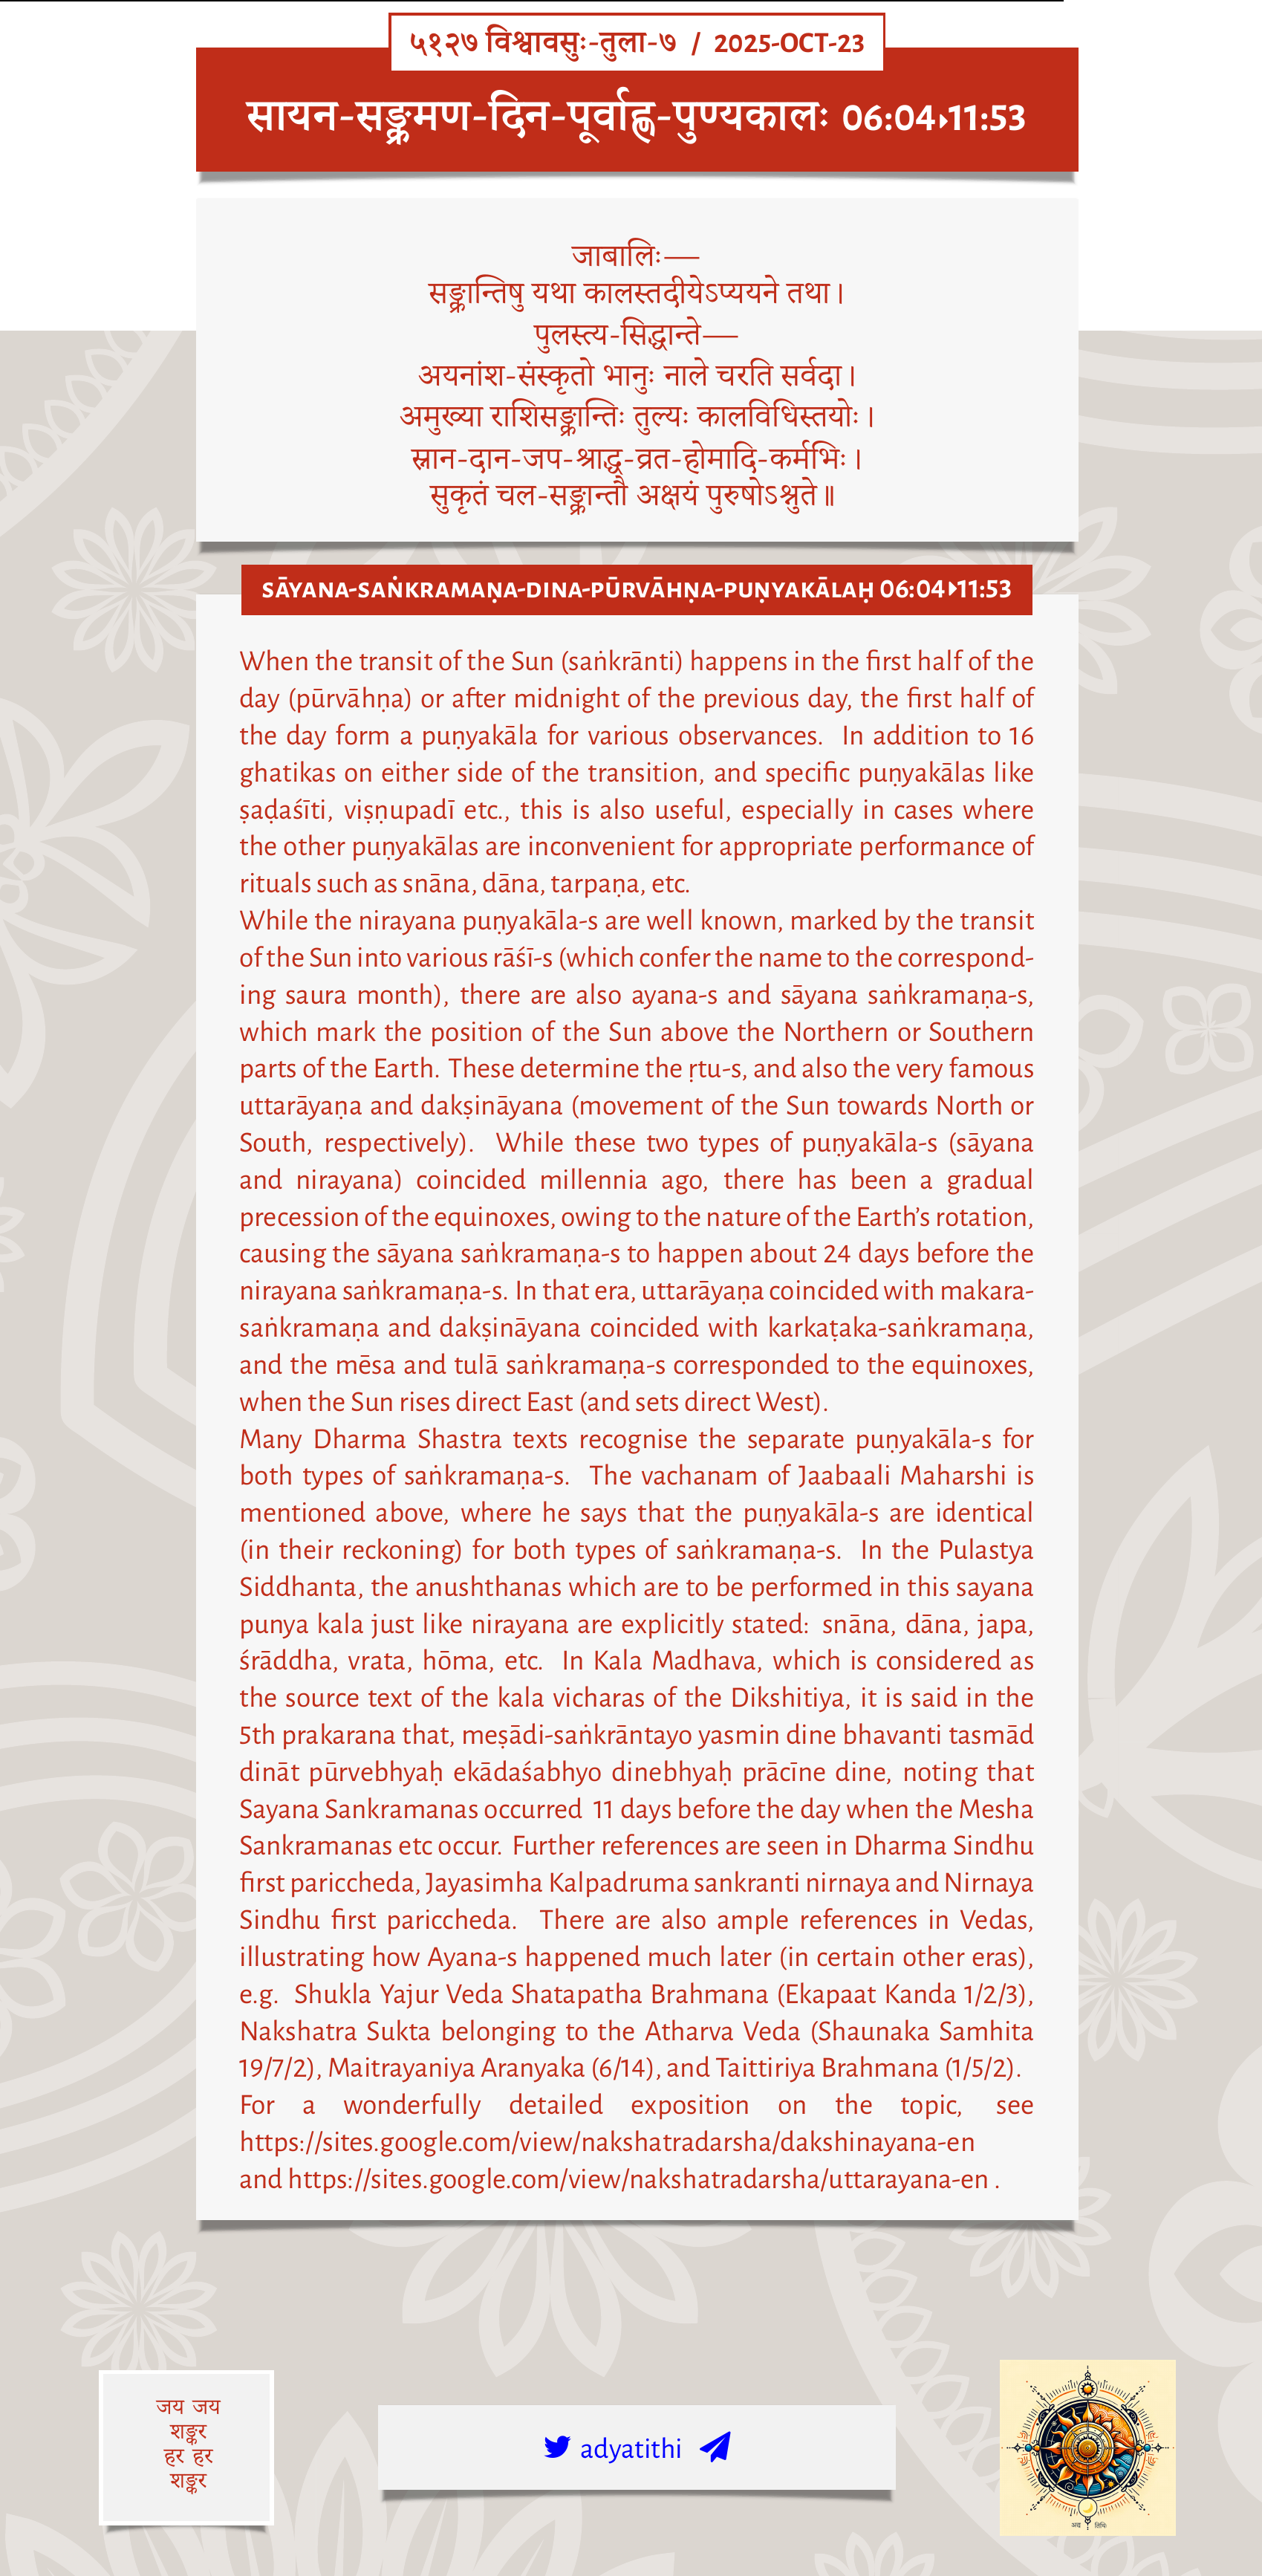 ५१२७ विश्वावसुः-तुला-७ / 2025-OCT-23
सायन-सङ्क्रमण-दिन-पूर्वाह्ण-पुण्यकालः 06:04▸11:53
जाबालिः—
सङ्क्रान्तिषु यथा कालस्तदीयेऽप्ययने तथा।
पुलस्त्य-सिद्धान्ते—
अयनांश-संस्कृतो भानुः नाले चरति सर्वदा।
अमुख्या राशिसङ्क्रान्तिः तुल्यः कालविधिस्तयोः।
स्नान-दान-जप-श्राद्ध-व्रत-होमादि-कर्मभिः।
सुकृतं चल-सङ्क्रान्तौ अक्षयं पुरुषोऽश्नुते॥
SĀYANA-SAṄKRAMAṆA-DINA-PŪRVĀHṆA-PUṆYAKĀLAḤ 06:04▸11:53
When the transit of the Sun (saṅkrānti) happens in the first half of the
day (pūrvāhṇa) or after midnight of the previous day, the first half of
the day form a puṇyakāla for various observances. In addition to 16
ghatikas on either side of the transition, and specific puṇyakālas like
ṣaḍaśīti, viṣṇupadī etc., this is also useful, especially in cases where
the other puṇyakālas are inconvenient for appropriate performance of
rituals such as snāna, dāna, tarpaṇa, etc.
While the nirayana puṇyakāla-s are well known, marked by the transit
of the Sun into various rāśī-s (which confer the name to the correspond-
ing saura month), there are also ayana-s and sāyana saṅkramaṇa-s,
which mark the position of the Sun above the Northern or Southern
parts of the Earth. These determine the ṛtu-s, and also the very famous
uttarāyaṇa and dakṣināyana (movement of the Sun towards North or
South, respectively). While these two types of puṇyakāla-s (sāyana
and nirayana) coincided millennia ago, there has been a gradual
precession of the equinoxes, owing to the nature of the Earth’s rotation,
causing the sāyana saṅkramaṇa-s to happen about 24 days before the
nirayana saṅkramaṇa-s. In that era, uttarāyaṇa coincided with makara-
saṅkramaṇa and dakṣināyana coincided with karkaṭaka-saṅkramaṇa,
and the mēsa and tulā saṅkramaṇa-s corresponded to the equinoxes,
when the Sun rises direct East (and sets direct West).
Many Dharma Shastra texts recognise the separate puṇyakāla-s for
both types of saṅkramaṇa-s. The vachanam of Jaabaali Maharshi is
mentioned above, where he says that the puṇyakāla-s are identical
(in their reckoning) for both types of saṅkramaṇa-s. In the Pulastya
Siddhanta, the anushthanas which are to be performed in this sayana
punya kala just like nirayana are explicitly stated: snāna, dāna, japa,
śrāddha, vrata, hōma, etc. In Kala Madhava, which is considered as
the source text of the kala vicharas of the Dikshitiya, it is said in the
5th prakarana that, meṣādi-saṅkrāntayo yasmin dine bhavanti tasmād
dināt pūrvebhyaḥ ekādaśabhyo dinebhyaḥ prācīne dine, noting that
Sayana Sankramanas occurred 11 days before the day when the Mesha
Sankramanas etc occur. Further references are seen in Dharma Sindhu
first pariccheda, Jayasimha Kalpadruma sankranti nirnaya and Nirnaya
Sindhu first pariccheda. There are also ample references in Vedas,
illustrating how Ayana-s happened much later (in certain other eras),
e.g. Shukla Yajur Veda Shatapatha Brahmana (Ekapaat Kanda 1/2/3),
Nakshatra Sukta belonging to the Atharva Veda (Shaunaka Samhita
19/7/2), Maitrayaniya Aranyaka (6/14), and Taittiriya Brahmana (1/5/2).
For a wonderfully detailed exposition on the topic, see
https://sites.google.com/view/nakshatradarsha/dakshinayana-en
and https://sites.google.com/view/nakshatradarsha/uttarayana-en .
जय जय
शङ्कर
हर हर
शङ्कर
adyatithi
अद्य तिथिः